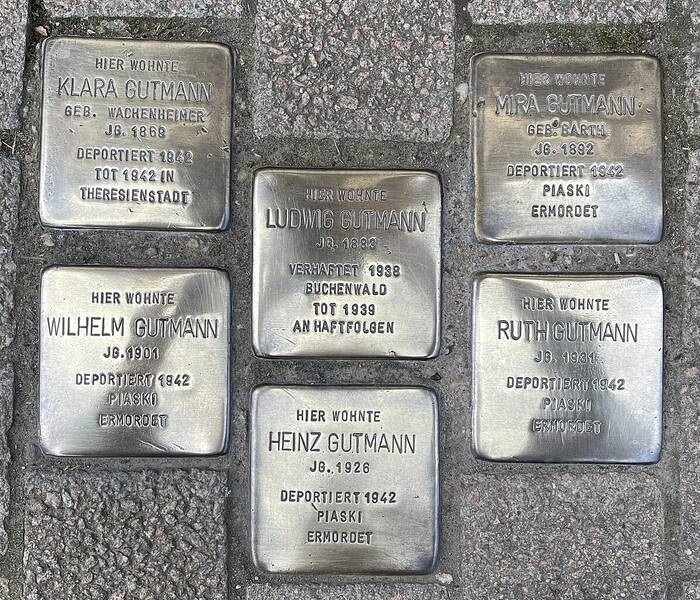 HIER WOHNTE
KLARA GUTMANN
GEB. WACHENHEIMER
JG. 1869
DEPORTIERT 1942
TOT 1942 IN
THERESIENSTADT
HIER WOHNTE
MIRA GUTMANN
GEB. BARTH
JG. 1892
DEPORTIERT 1942
PIASKI
ERMORDET
HIER WOHNTE
LUDWIG GUTMANN
JG. 1893
VERHAFTET 1938
BUCHENWALD
TOT 1939
AN HAFTFOLGEN
HIER WOHNTE
WILHELM GUTMANN
JG. 1901
DEPORTIERT 1942
PIASKI
ERMORDET
HIER WOHNTE
RUTH GUTMANN
JG. 1931
DEPORTIERT 1942
PIASKI
ERMORDET
HIER WOHNTE
HEINZ GUTMANN
JG. 1926
DEPORTIERT 1942
PIASKI
ERMORDET